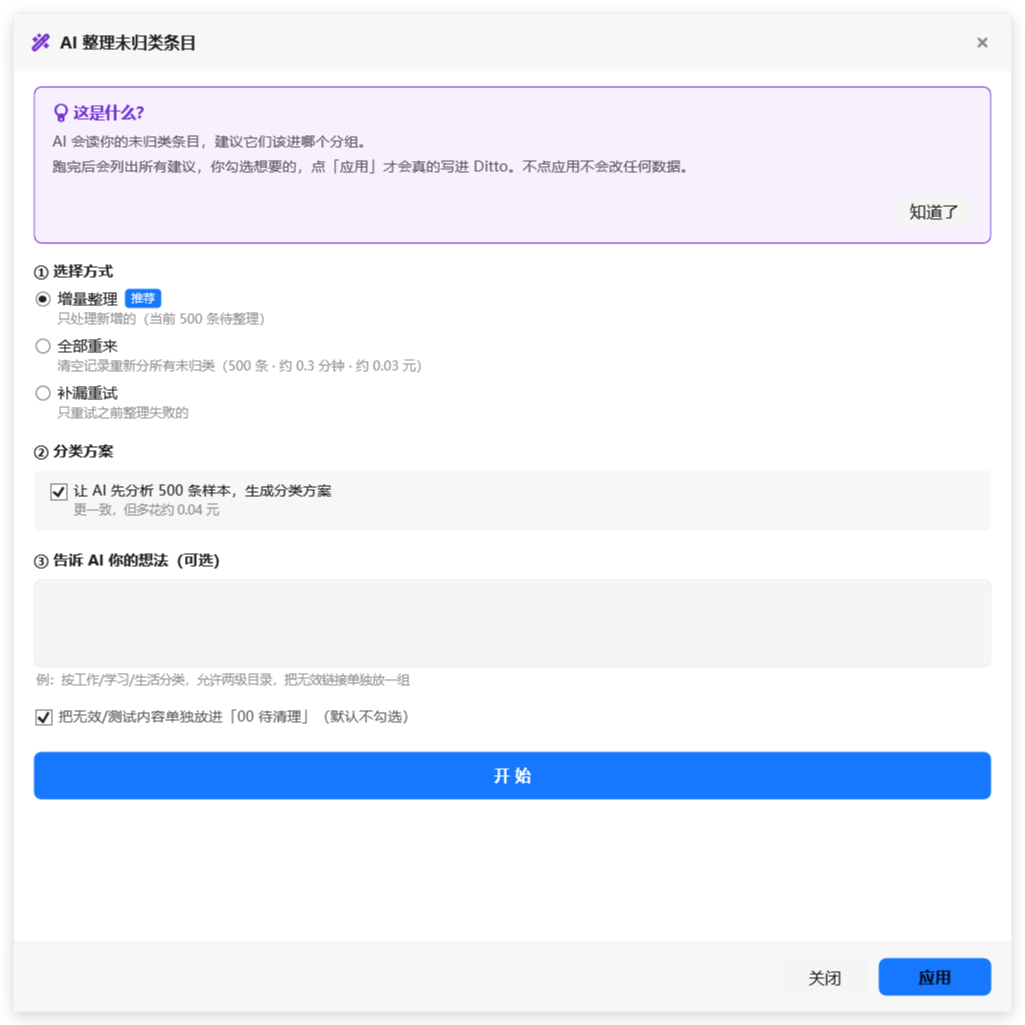 AI 整理未归类条目
这是什么?
AI 会读你的未归类条目，建议它们该进哪个分组。
跑完后会列出所有建议，你勾选想要的，点「应用」才会真的写进 Ditto。不点应用不会改任何数据。
知道了
① 选择方式
增量整理 推荐
只处理新增的（当前 500 条待整理）
全部重来
清空记录重新分所有未归类（500 条 · 约 0.3 分钟 · 约 0.03 元）
补漏重试
只重试之前整理失败的
② 分类方案
让 AI 先分析 500 条样本，生成分类方案
更一致，但多花约 0.04 元
③ 告诉 AI 你的想法（可选）
例：按工作/学习/生活分类，允许两级目录，把无效链接单独放一组
把无效/测试内容单独放进「00 待清理」（默认不勾选）
开 始
关闭
应用